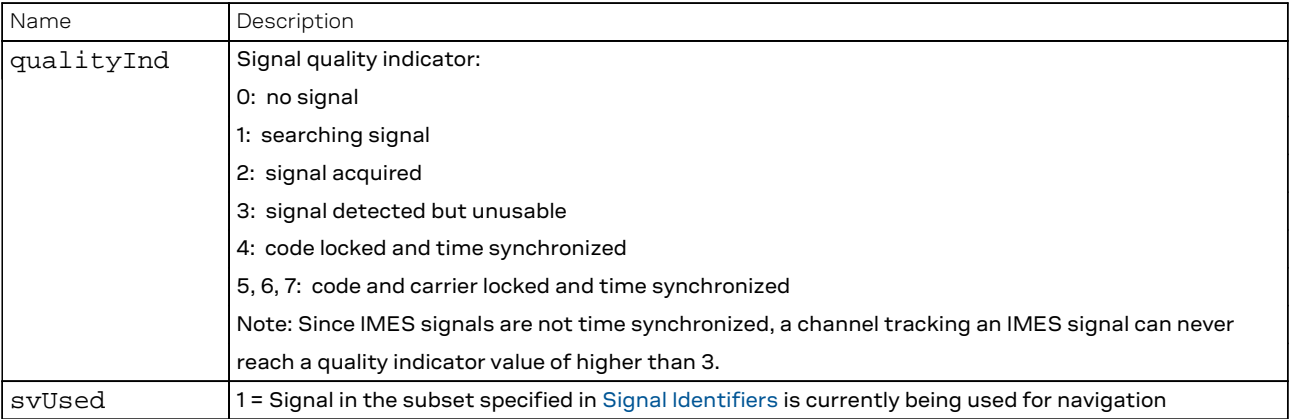 Name Description
qualityInd Signal quality indicator:
0: no signal
1: searching signal
2: signal acquired
3: signal detected but unusable
4: code locked and time synchronized
5, 6, 7: code and carrier locked and time synchronized
Note: Since IMES signals are not time synchronized, a channel tracking an IMES signal can never
reach a quality indicator value of higher than 3.
svUsed 1 = Signal in the subset specified in Signal Identifiers is currently being used for navigation